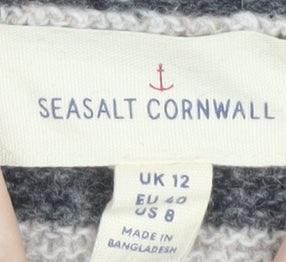 SEASALT CORNWALL
UK 12
EU 40
US 8
MADE IN
BANGLADESH